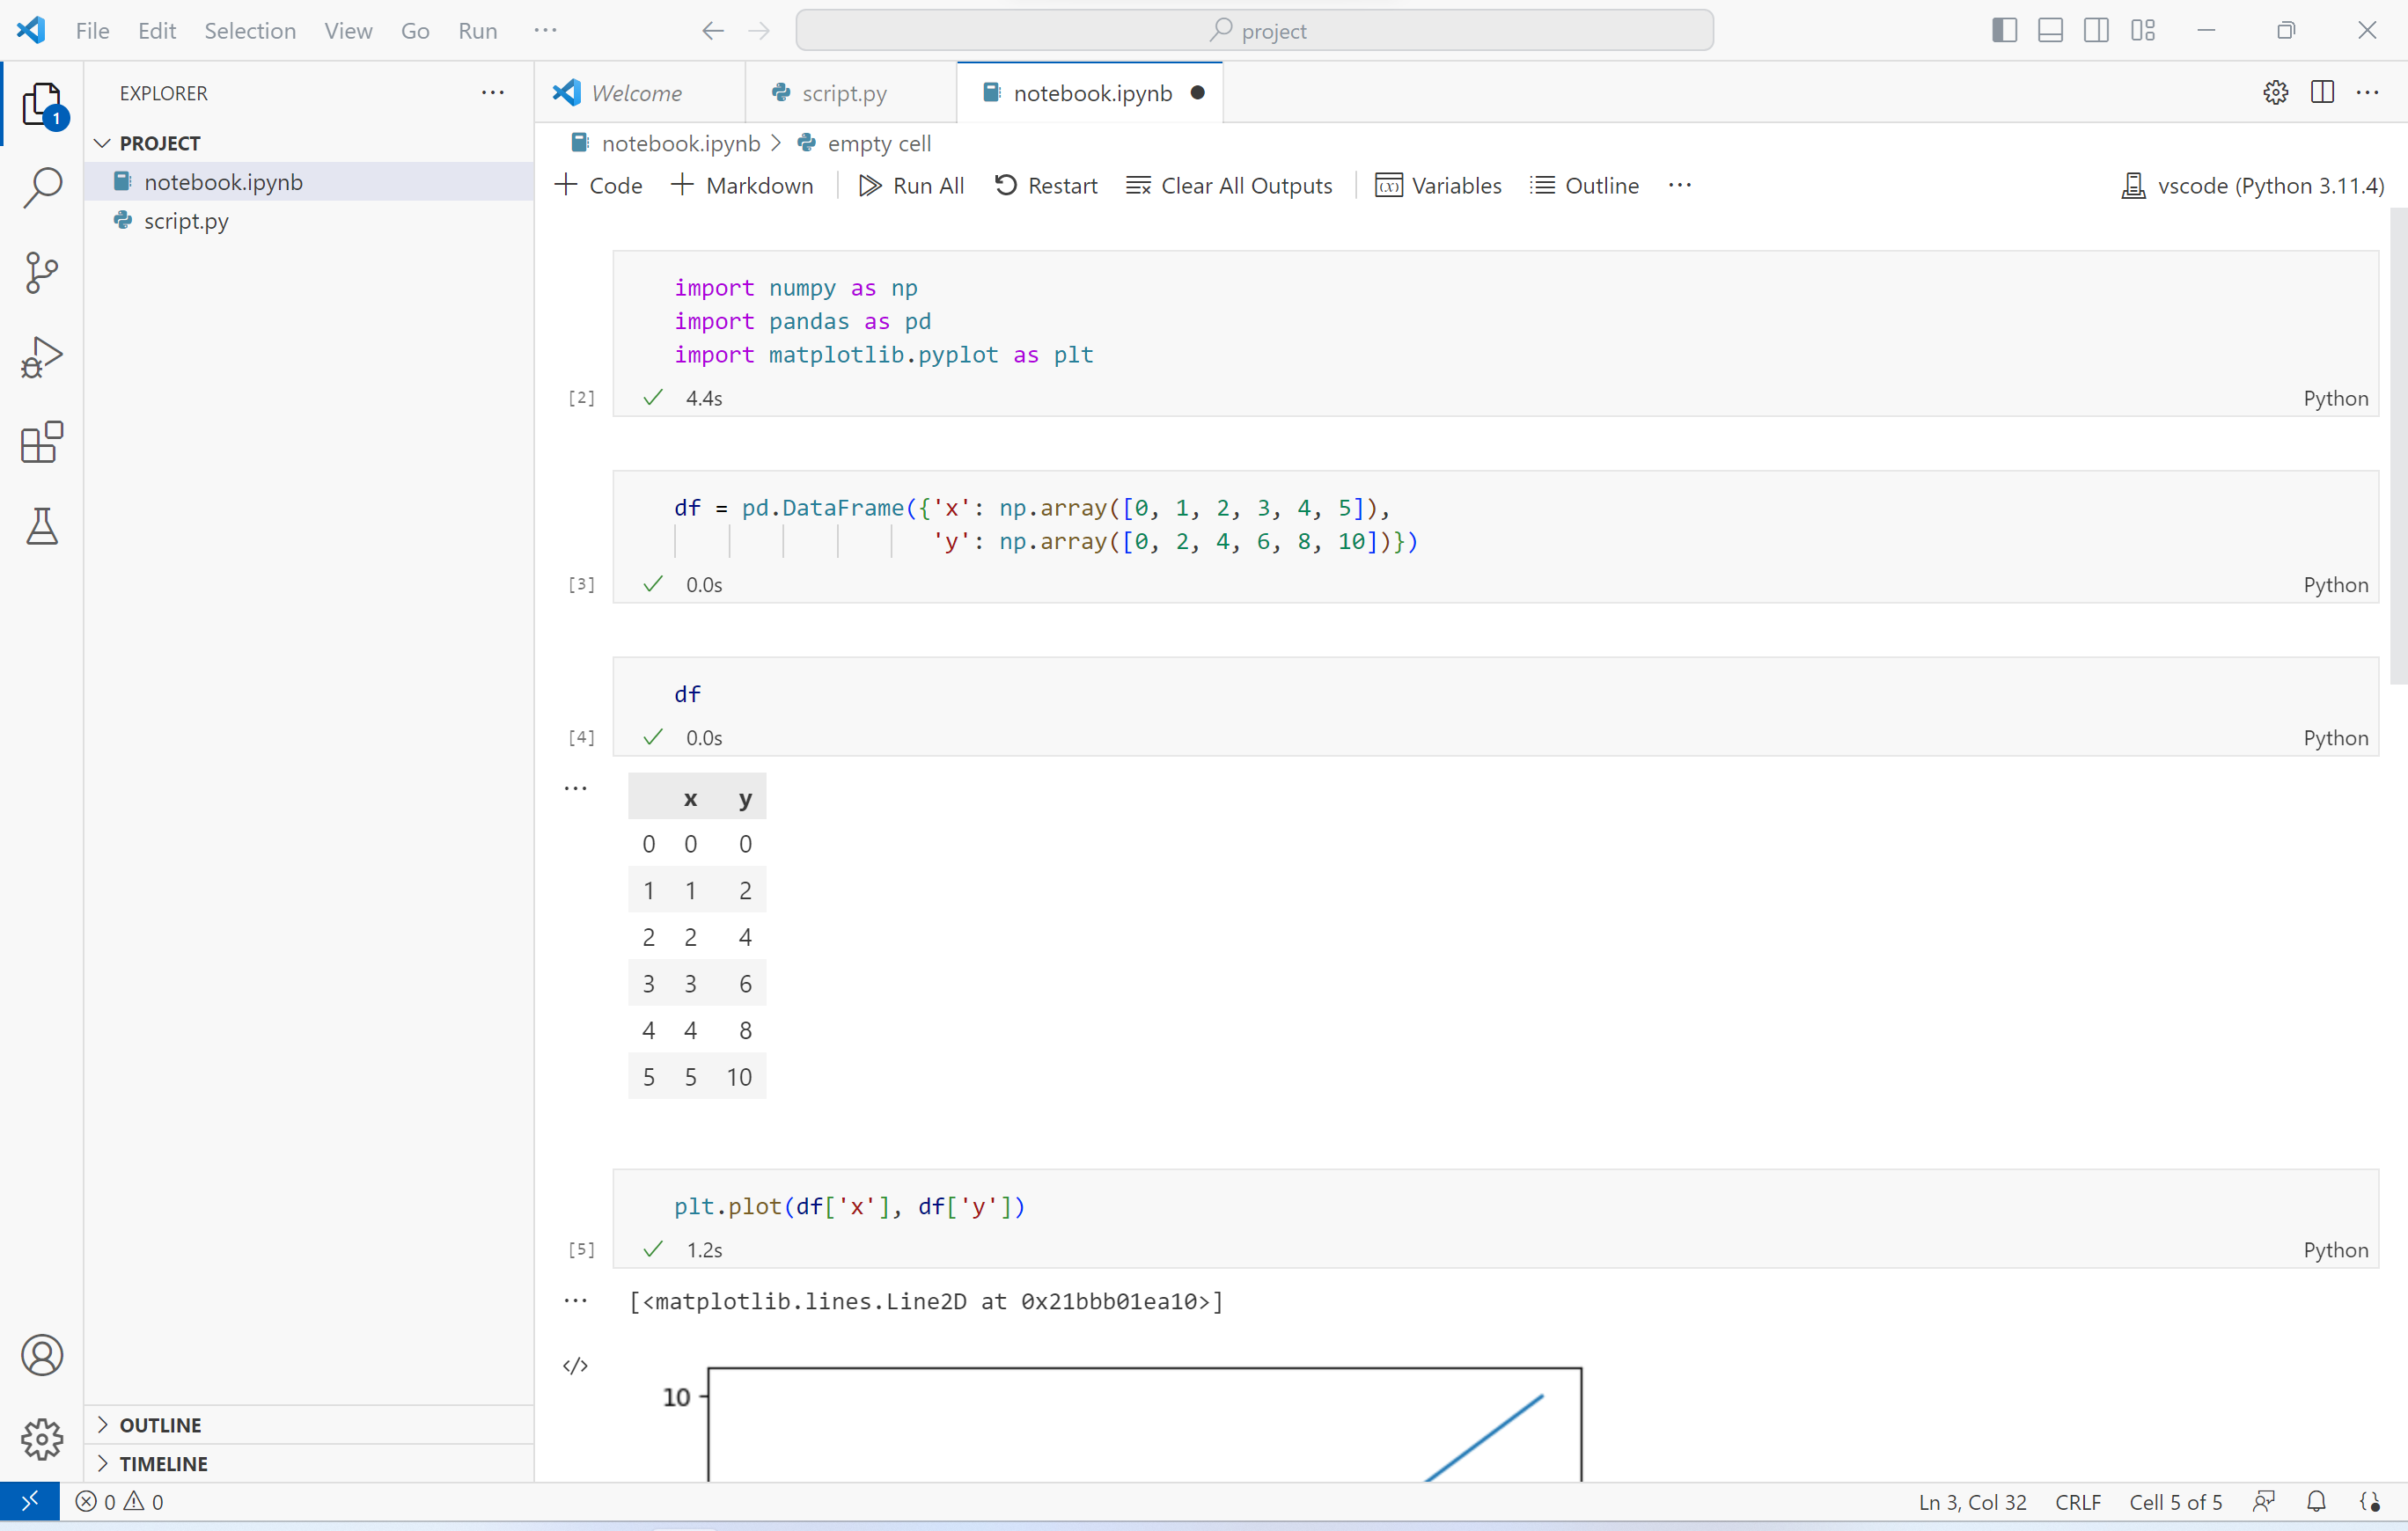 File Edit Selection View Go Run ··· project
EXPLORER ···
1
PROJECT
notebook.ipynb
script.py
OUTLINE
TIMELINE
Welcome script.py notebook.ipynb
notebook.ipynb > empty cell
Code Markdown Run All Restart Clear All Outputs Variables Outline ··· vscode (Python 3.11.4)
import numpy as np
import pandas as pd
import matplotlib.pyplot as plt
[2] 4.4s Python
df = pd.DataFrame({'x': np.array([0, 1, 2, 3, 4, 5]),
'y': np.array([0, 2, 4, 6, 8, 10])})
[3] 0.0s Python
df
[4] 0.0s Python
x y
0 0 0
1 1 2
2 2 4
3 3 6
4 4 8
5 5 10
plt.plot(df['x'], df['y'])
[5] 1.2s Python
[<matplotlib.lines.Line2D at 0x21bbb01ea10>]
10
0 0 Ln 3, Col 32 CRLF Cell 5 of 5